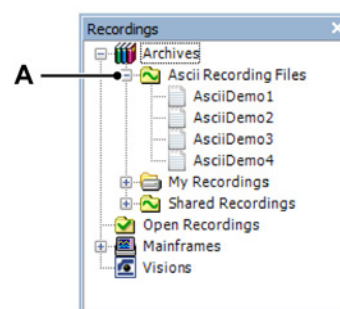 Recordings
Archives
A
Ascii Recording Files
AsciiDemo1
AsciiDemo2
AsciiDemo3
AsciiDemo4
My Recordings
Shared Recordings
Open Recordings
Mainframes
Visions